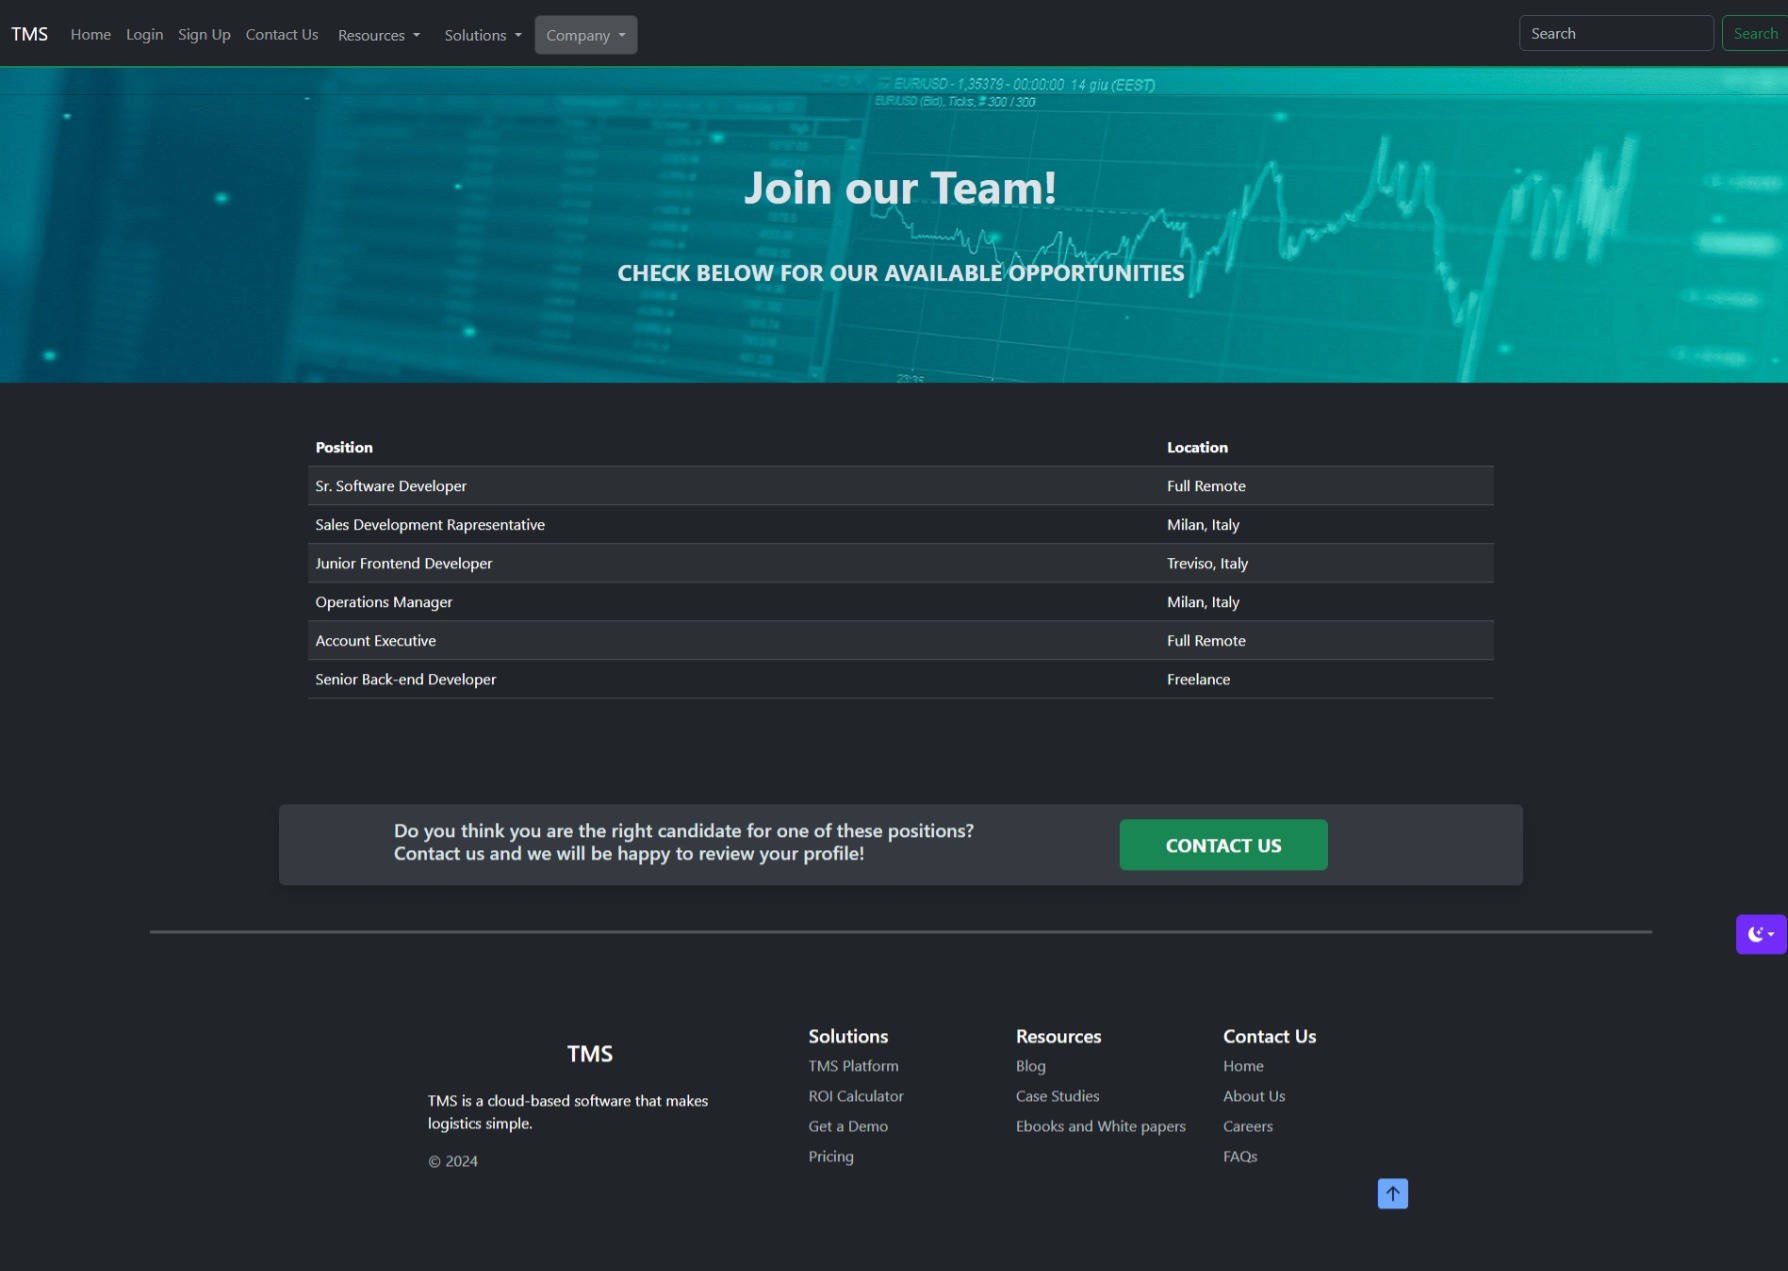 TMS Home Login Sign Up Contact Us Resources Solutions Company Search Search
EUR/USD - 1,35379 - 00:00:00 14 giu (EEST)
EUR/USD (Bid), Ticks, # 300 / 300
Join our Team!
CHECK BELOW FOR OUR AVAILABLE OPPORTUNITIES
23:35
Position Location
Sr. Software Developer Full Remote
Sales Development Rapresentative Milan, Italy
Junior Frontend Developer Treviso, Italy
Operations Manager Milan, Italy
Account Executive Full Remote
Senior Back-end Developer Freelance
Do you think you are the right candidate for one of these positions?
Contact us and we will be happy to review your profile!
CONTACT US
TMS
TMS is a cloud-based software that makes
logistics simple.
© 2024
Solutions
TMS Platform
ROI Calculator
Get a Demo
Pricing
Resources
Blog
Case Studies
Ebooks and White papers
Contact Us
Home
About Us
Careers
FAQs